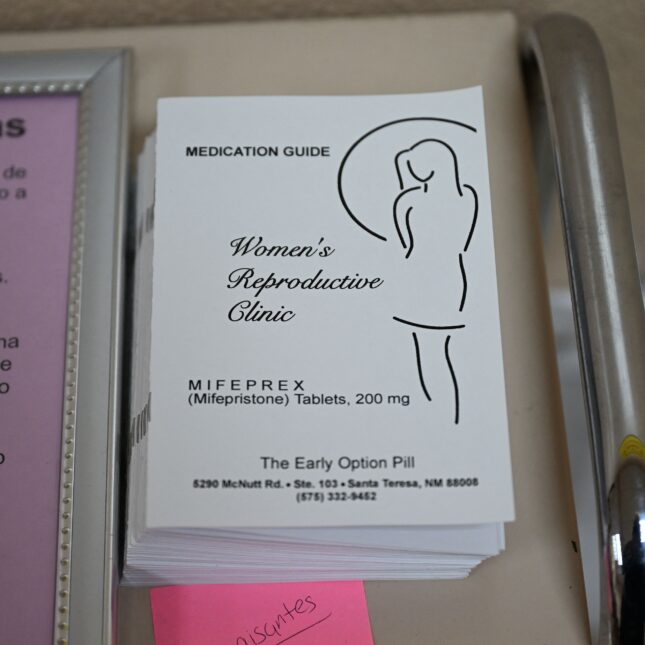 MEDICATION GUIDE
Women's
Reproductive
Clinic
MIFEPREX
(Mifepristone) Tablets, 200 mg
The Early Option Pill
5290 McNutt Rd. • Ste. 103 • Santa Teresa, NM 88008
(575) 332-9452
de
o a